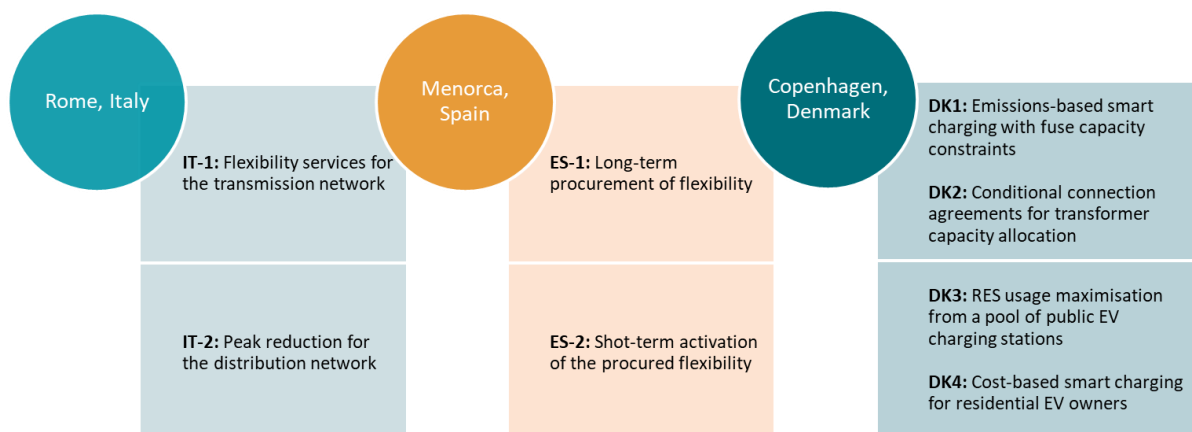 Rome, Italy
IT-1: Flexibility services for
the transmission network
IT-2: Peak reduction for
the distribution network
Menorca,
Spain
ES-1: Long-term
procurement of flexibility
ES-2: Shot-term activation
of the procured flexibility
Copenhagen,
Denmark
DK1: Emissions-based smart
charging with fuse capacity
constraints
DK2: Conditional connection
agreements for transformer
capacity allocation
DK3: RES usage maximisation
from a pool of public EV
charging stations
DK4: Cost-based smart charging
for residential EV owners